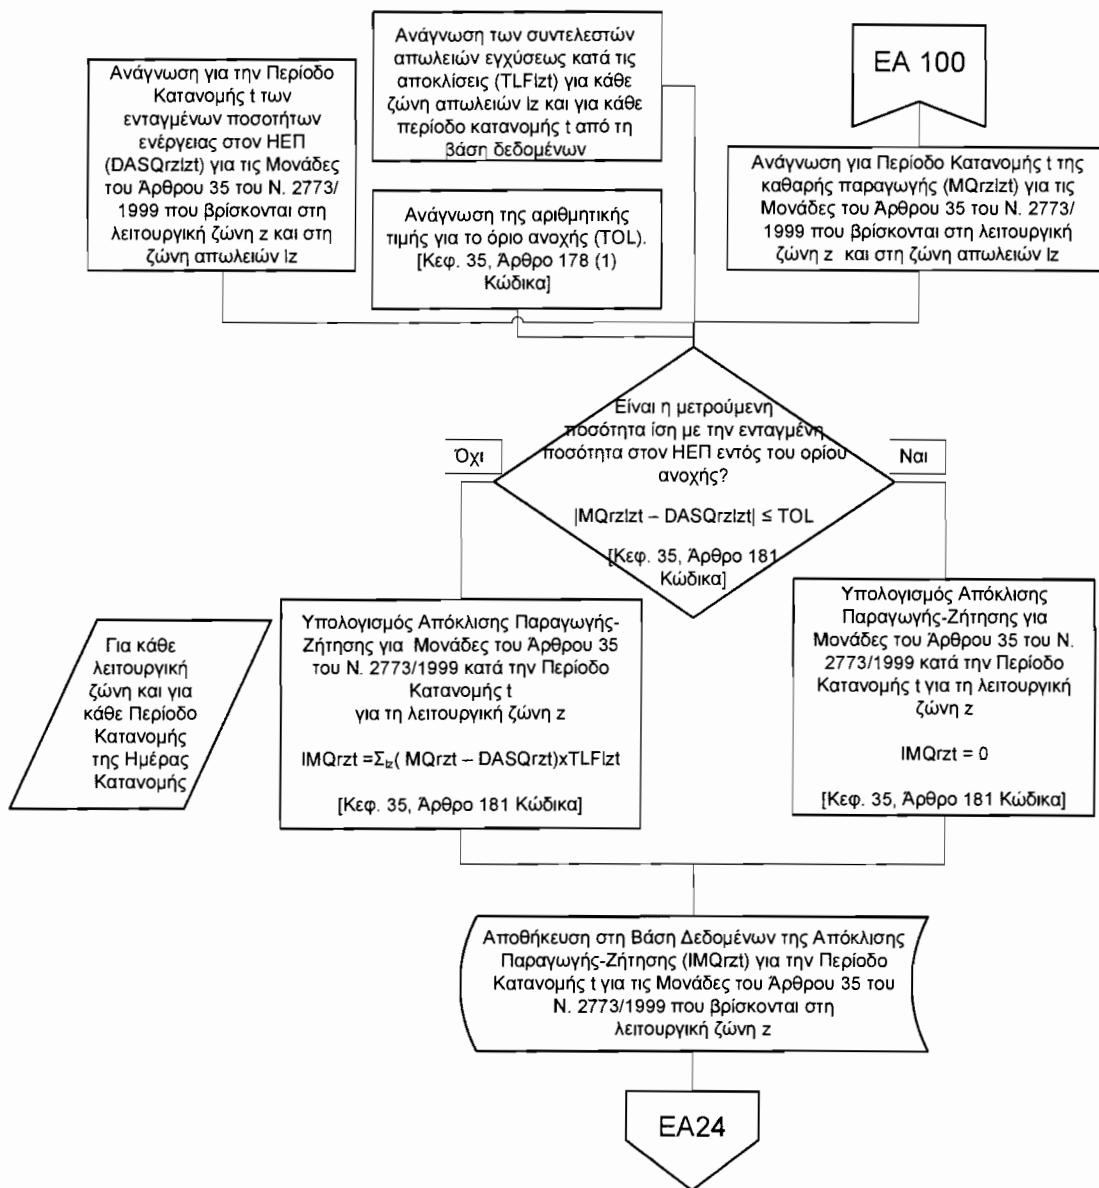 Ανάγνωση για την Περίοδο
Κατανομής t των
ενταγμένων ποσοτήτων
ενέργειας στον ΗΕΠ
(DASQrzlzt) για τις Μονάδες
του Άρθρου 35 του Ν. 2773/
1999 που βρίσκονται στη
λειτουργική ζώνη z και στη
ζώνη απωλειών lz
Ανάγνωση των συντελεστών
απωλειών εγχύσεως κατά τις
αποκλίσεις (TLFlzt) για κάθε
ζώνη απωλειών lz και για κάθε
περίοδο κατανομής t από τη
βάση δεδομένων
Ανάγνωση της αριθμητικής
τιμής για το όριο ανοχής (TOL).
[Κεφ. 35, Άρθρο 178 (1)
Κώδικα]
ΕΑ 100
Ανάγνωση για Περίοδο Κατανομής t της
καθαρής παραγωγής (MQrzlzt) για τις
Μονάδες του Άρθρου 35 του Ν. 2773/
1999 που βρίσκονται στη λειτουργική
ζώνη z και στη ζώνη απωλειών lz
Είναι η μετρούμενη
ποσότητα ίση με την ενταγμένη
ποσότητα στον ΗΕΠ εντός του ορίου
ανοχής?
|MQrzlzt – DASQrzlzt| ≤ TOL
[Κεφ. 35, Άρθρο 181
Κώδικα]
Όχι
Ναι
Για κάθε
λειτουργική
ζώνη και για
κάθε Περίοδο
Κατανομής
της Ημέρας
Κατανομής
Υπολογισμός Απόκλισης Παραγωγής-
Ζήτησης για Μονάδες του Άρθρου 35
του Ν. 2773/1999 κατά την Περίοδο
Κατανομής t
για τη λειτουργική ζώνη z
IMQrzt =Σlz( MQrzt – DASQrzt)xTLFlzt
[Κεφ. 35, Άρθρο 181 Κώδικα]
Υπολογισμός Απόκλισης
Παραγωγής-Ζήτησης για
Μονάδες του Άρθρου 35 του Ν.
2773/1999 κατά την Περίοδο
Κατανομής t για τη λειτουργική
ζώνη z
IMQrzt = 0
[Κεφ. 35, Άρθρο 181 Κώδικα]
Αποθήκευση στη Βάση Δεδομένων της Απόκλισης
Παραγωγής-Ζήτησης (IMQrzt) για την Περίοδο
Κατανομής t για τις Μονάδες του Άρθρου 35 του
Ν. 2773/1999 που βρίσκονται στη
λειτουργική ζώνη z
ΕΑ24